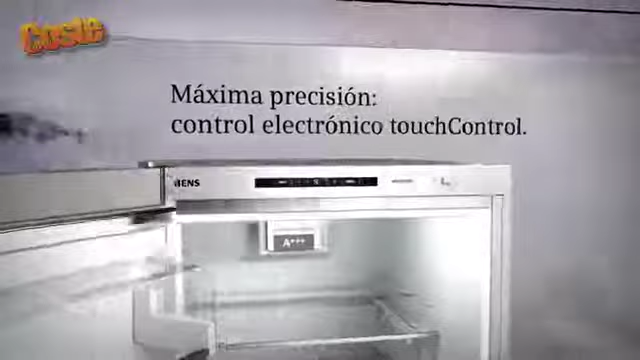 Coste
Máxima precisión:
control electrónico touchControl.
IENS
A+++